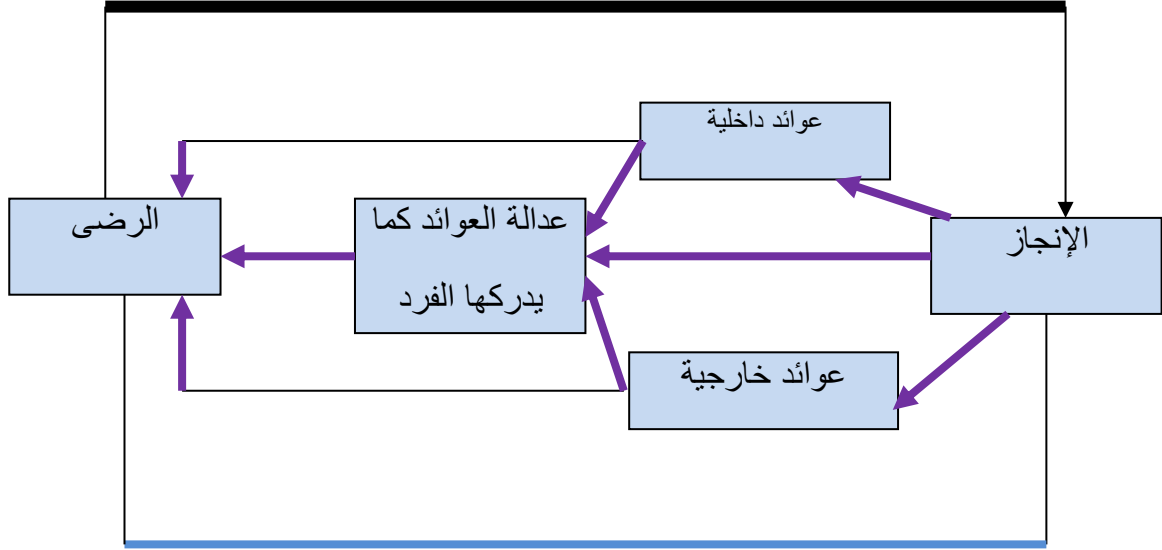 عوائد داخلية
الإنجاز
عدالة العوائد كما
يدركها الفرد
الرضى
عوائد خارجية